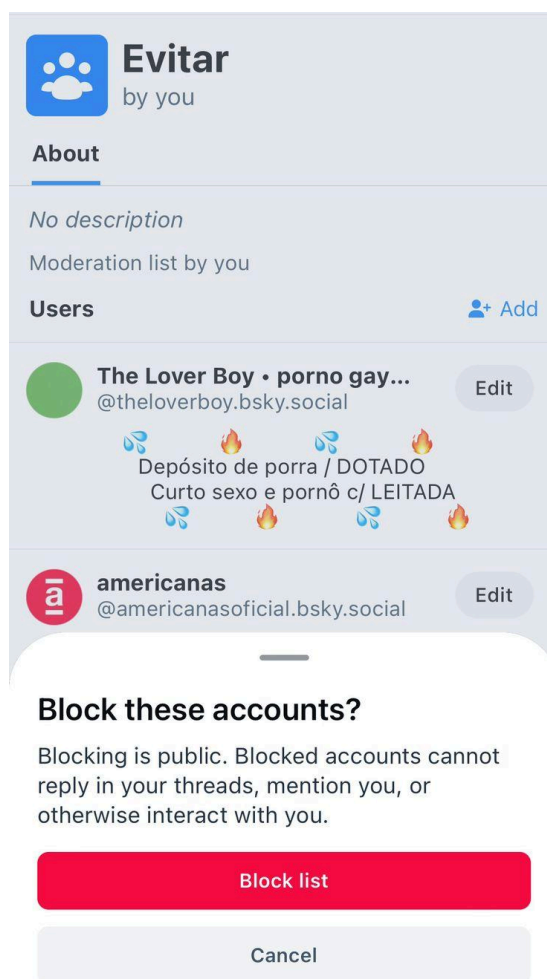 Evitar
by you
About
No description
Moderation list by you
Users
Add
The Lover Boy • porno gay...
@theloverboy.bsky.social
Edit
💦 🔥 💦 🔥
Depósito de porra / DOTADO
Curto sexo e pornô c/ LEITADA
💦 🔥 💦 🔥
ā
americanas
@americanasoficial.bsky.social
Edit
Block these accounts?
Blocking is public. Blocked accounts cannot
reply in your threads, mention you, or
otherwise interact with you.
Block list
Cancel